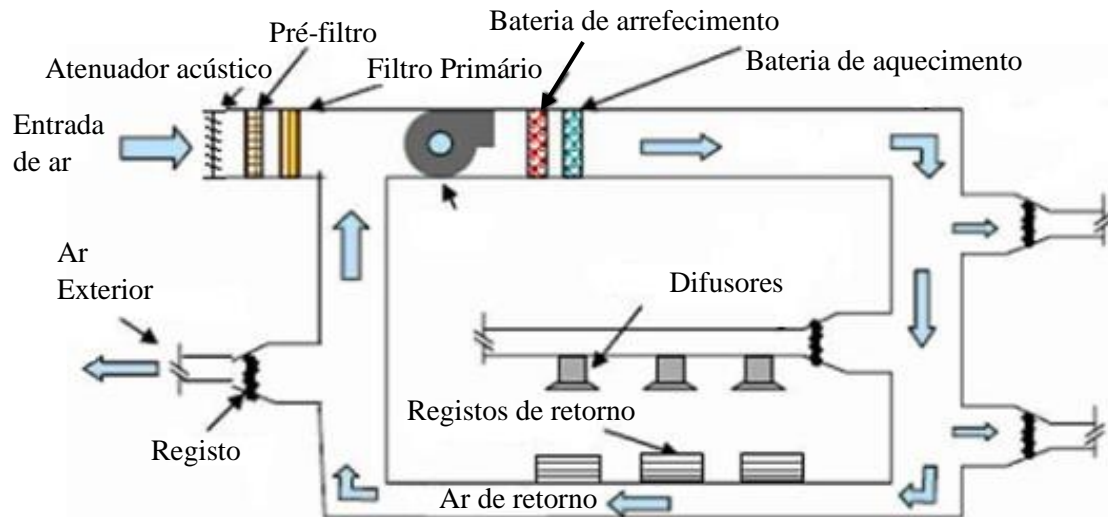 Bateria de arrefecimento
Pré-filtro
Atenuador acústico
Filtro Primário
Bateria de aquecimento
Entrada
de ar
Ar
Exterior
Difusores
Registos de retorno
Registo
Ar de retorno